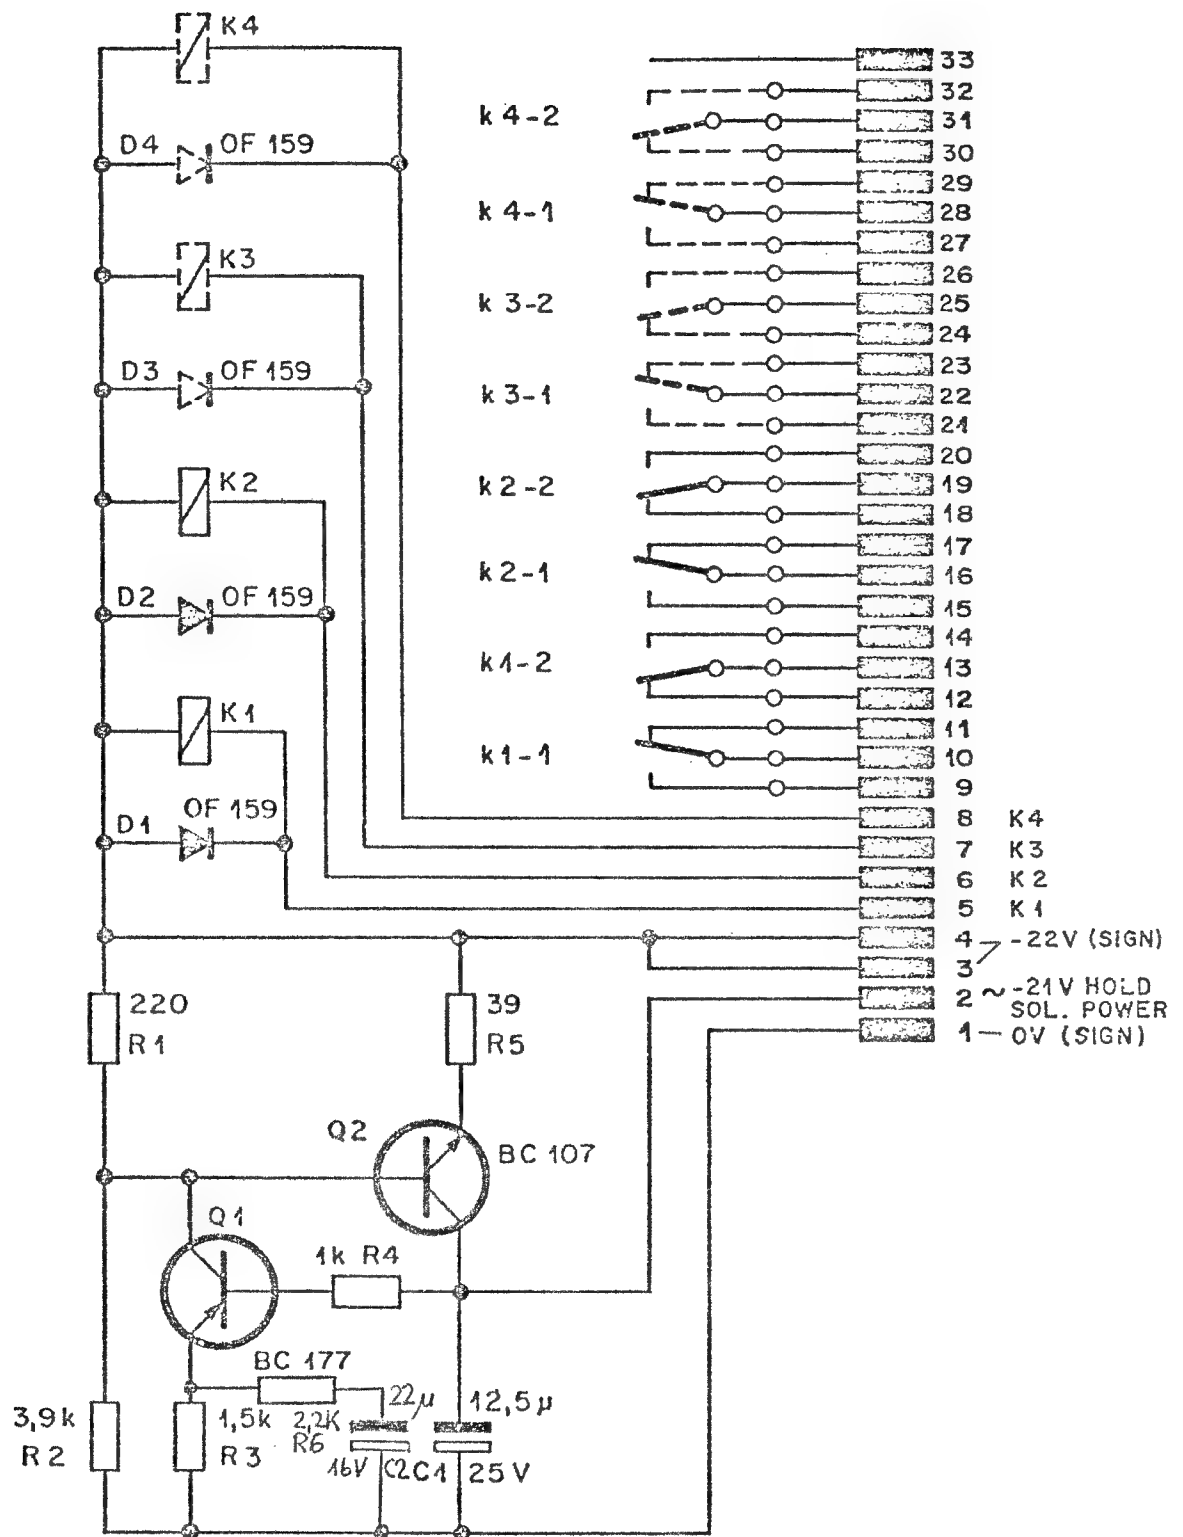 K4
33
32
k 4-2
31
D4
OF 159
30
29
k 4-1
28
27
K3
26
k 3-2
25
24
D3
OF 159
23
k 3-1
22
21
20
K2
k 2-2
19
18
17
k 2-1
16
D2
OF 159
15
14
k 1-2
13
12
K1
11
k1-1
10
9
OF 159
D1
8 K4
7 K3
6 K2
5 K1
4 -22V (SIGN)
3
2 ~ -21V HOLD
SOL. POWER
1 0V (SIGN)
220
R1
39
R5
Q2
BC 107
Q1
1k R4
BC 177
22µ
12,5µ
3,9k
R2
1,5k
R3
2,2K
R6
16V
C2
C1
25 V